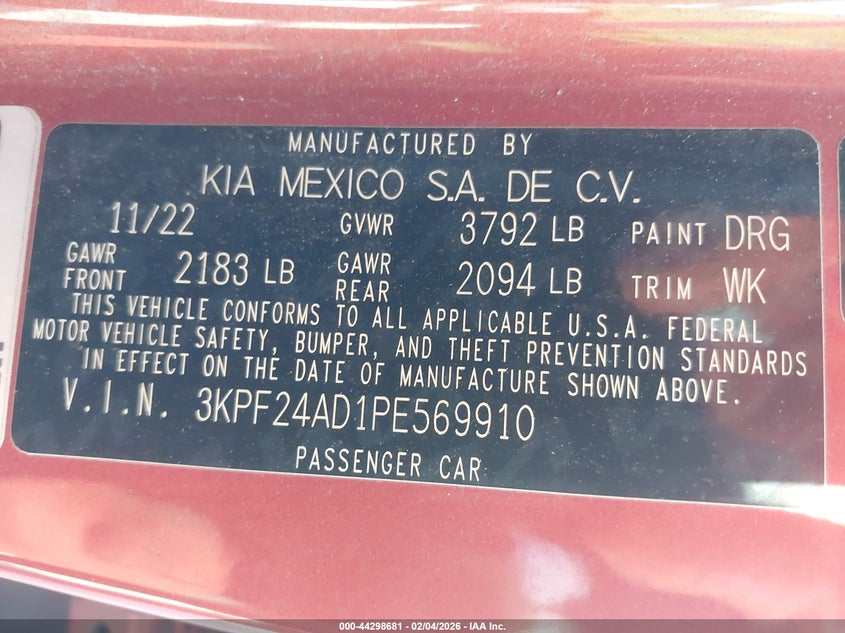 MANUFACTURED BY
KIA MEXICO S.A. DE C.V.
11/22 GVWR 3792 LB PAINT DRG
GAWR FRONT 2183 LB GAWR REAR 2094 LB TRIM WK
THIS VEHICLE CONFORMS TO ALL APPLICABLE U.S.A. FEDERAL
MOTOR VEHICLE SAFETY, BUMPER, AND THEFT PREVENTION STANDARDS
IN EFFECT ON THE DATE OF MANUFACTURE SHOWN ABOVE.
V.I.N. 3KPF24AD1PE569910
PASSENGER CAR
000-44298681 - 02/04/2026 - IAA Inc.